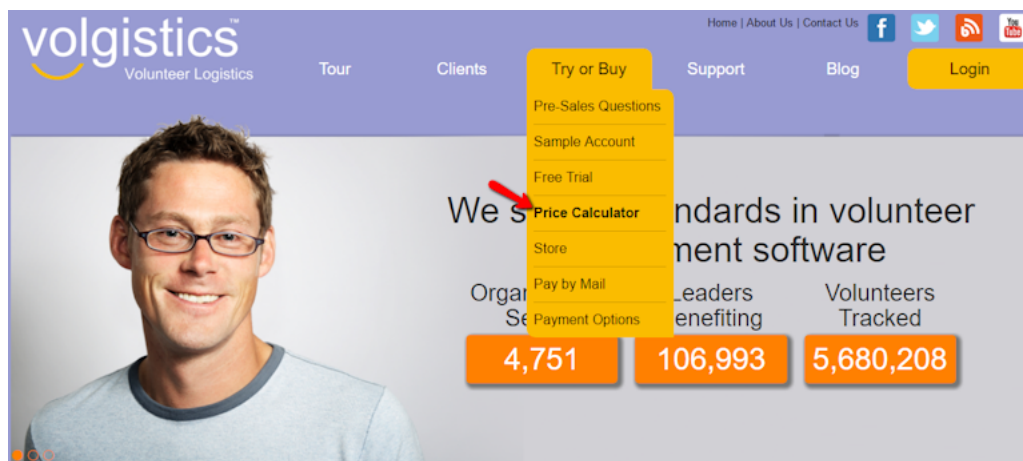 Home | About Us | Contact Us
You
Tube
volgistics™
Volunteer Logistics
Tour
Clients
Try or Buy
Support
Blog
Login
Pre-Sales Questions
Sample Account
Free Trial
Price Calculator
Store
Pay by Mail
Payment Options
We s ndards in volunteer
ment software
Organ Leaders Volunteers
Se enefiting Tracked
4,751 106,993 5,680,208